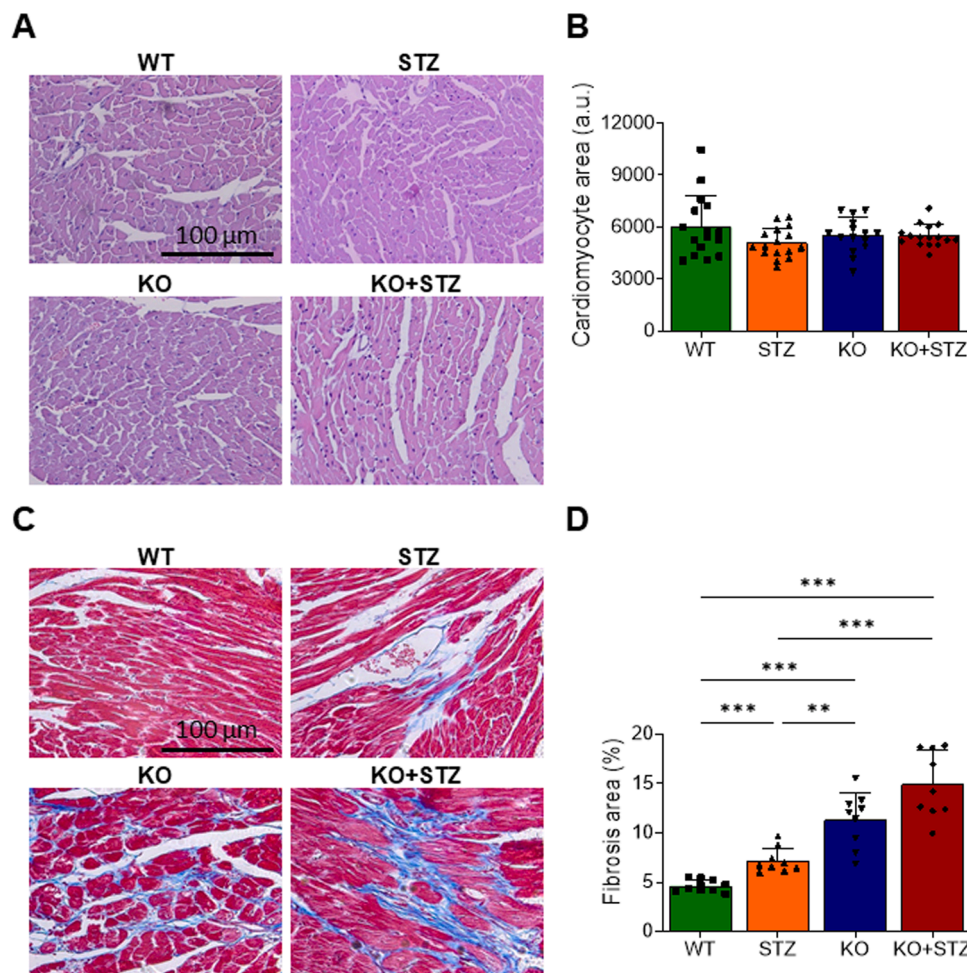 A
WT
STZ
100 µm
KO
KO+STZ
B
Cardiomyocyte area (a.u.)
12000
9000
6000
3000
0
WT
STZ
KO
KO+STZ
C
WT
STZ
100 µm
KO
KO+STZ
D
***
***
***
***
**
Fibrosis area (%)
20
15
10
5
0
WT
STZ
KO
KO+STZ